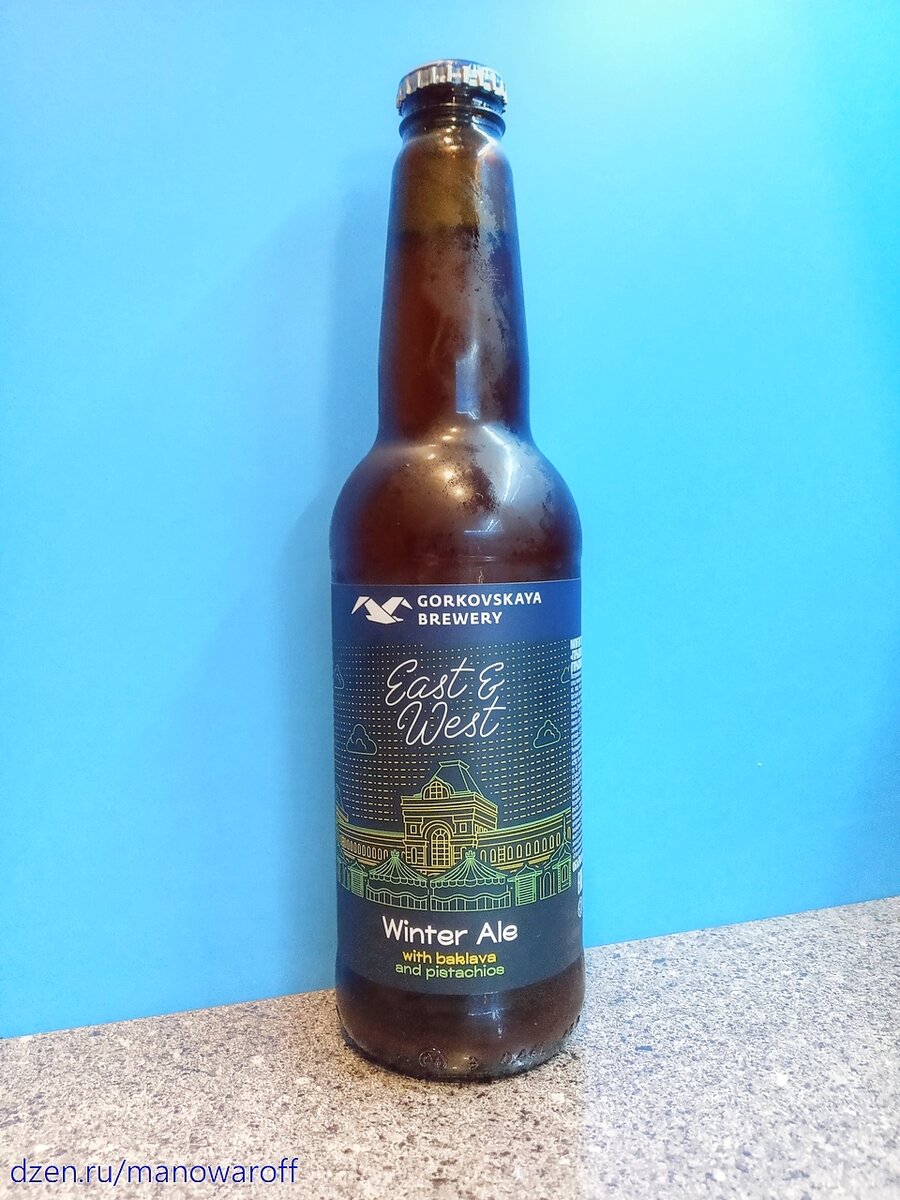 GORKOVSKAYA
BREWERY
East &
West
Winter Ale
with baklava
and pistachios
dzen.ru/manowaroff